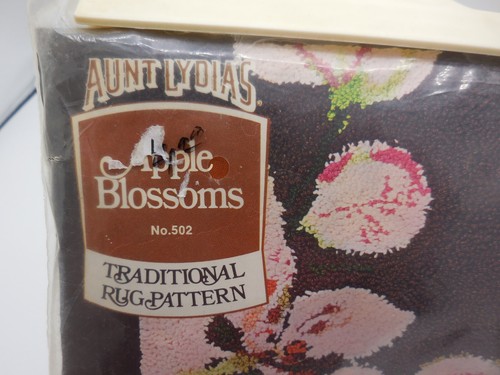 AUNT LYDIA'S®
Apple
Blossoms
No.502
TRADITIONAL
RUG-PATTERN